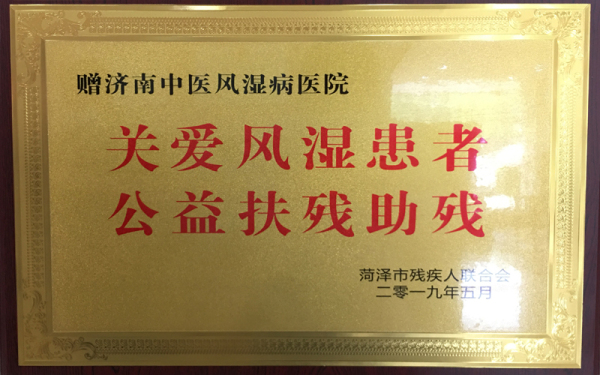 赠济南中医风湿病医院
关爱风湿患者
公益扶残助残
菏泽市残疾人联合会
二零一九年五月